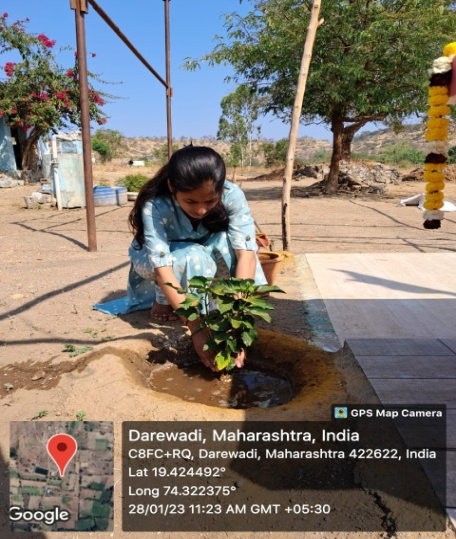 GPS Map Camera
Darewadi, Maharashtra, India
C8FC+RQ, Darewadi, Maharashtra 422622, India
Lat 19.424492°
Long 74.322375°
28/01/23 11:23 AM GMT +05:30
Google